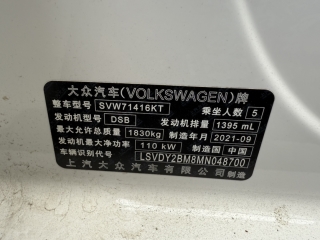 大众汽车(VOLKSWAGEN)牌
整车型号 SVW71416KT 乘坐人数 5
发动机型号 DSB 发动机排量 1395 mL
最大允许总质量 1830kg 制造年月 2021-09
发动机最大净功率 110 kW 制造国 中国
车辆识别代号 LSVDY2BM8MN048700
上汽大众汽车有限公司 制造